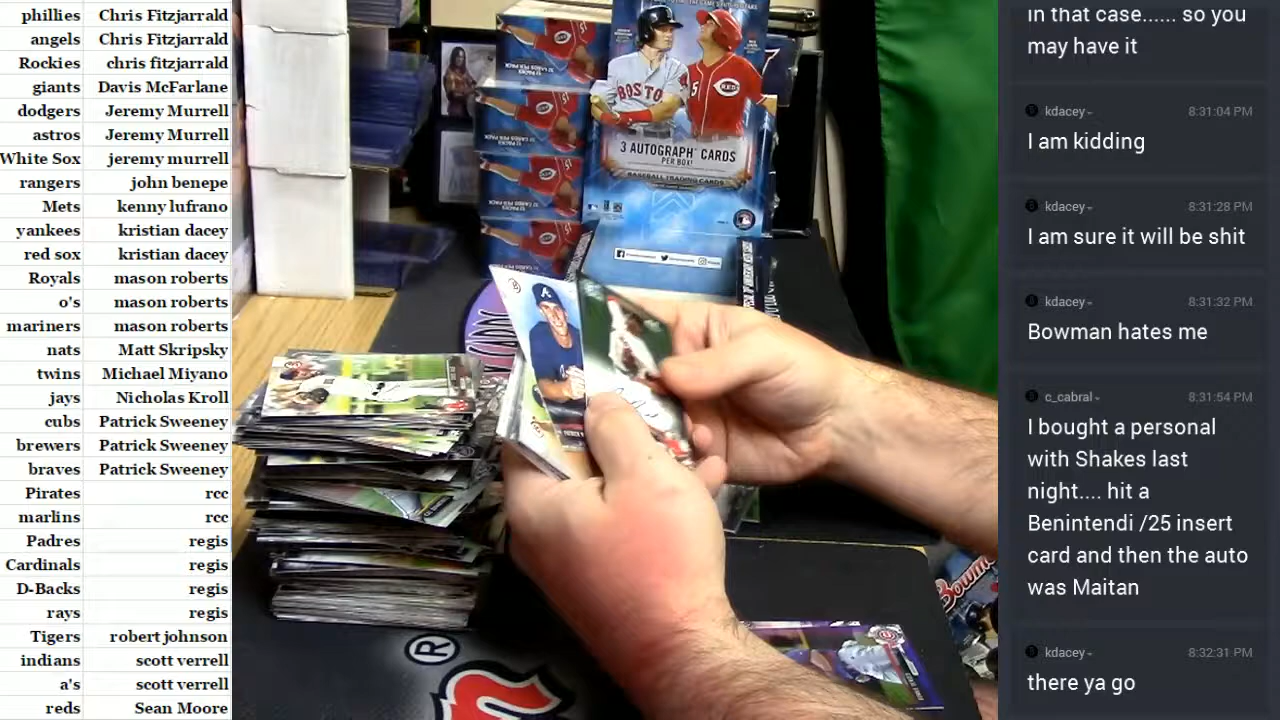 phillies Chris Fitzjarrald
angels Chris Fitzjarrald
Rockies chris fitzjarrald
giants Davis McFarlane
dodgers Jeremy Murrell
astros Jeremy Murrell
White Sox jeremy murrell
rangers john benepe
Mets kenny lufrano
yankees kristian dacey
red sox kristian dacey
Royals mason roberts
o's mason roberts
mariners mason roberts
nats Matt Skripsky
twins Michael Miyano
jays Nicholas Kroll
cubs Patrick Sweeney
brewers Patrick Sweeney
braves Patrick Sweeney
Pirates rcc
marlins rcc
Padres regis
Cardinals regis
D-Backs regis
rays regis
Tigers robert johnson
indians scott verrell
a's scott verrell
reds Sean Moore
BOSTON
REDS
3 AUTOGRAPH CARDS
PER BOX!
BASEBALL TRADING CARDS
Bowman
®
in that case...... so you
may have it
kdacey 8:31:04 PM
I am kidding
kdacey 8:31:28 PM
I am sure it will be shit
kdacey 8:31:32 PM
Bowman hates me
c_cabral 8:31:54 PM
I bought a personal
with Shakes last
night.... hit a
Benintendi /25 insert
card and then the auto
was Maitan
kdacey 8:32:31 PM
there ya go